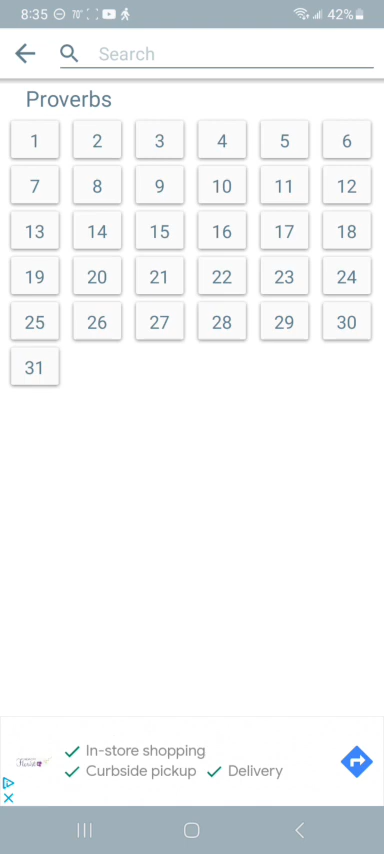 8:35 70° 42%
Search
Proverbs
1 2 3 4 5 6
7 8 9 10 11 12
13 14 15 16 17 18
19 20 21 22 23 24
25 26 27 28 29 30
31
In-store shopping
Curbside pickup Delivery